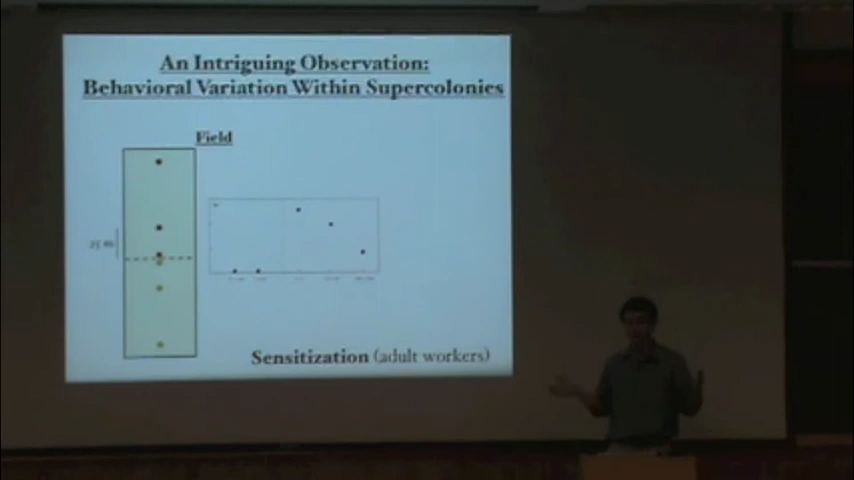 An Intriguing Observation:
Behavioral Variation Within Supercolonies
Field
Sensitization (adult workers)